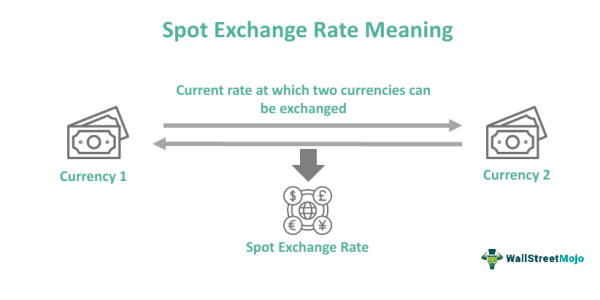 Spot Exchange Rate Meaning
Current rate at which two currencies can
be exchanged
Currency 1
Currency 2
$ £
€ ¥
Spot Exchange Rate
WallStreetMojo